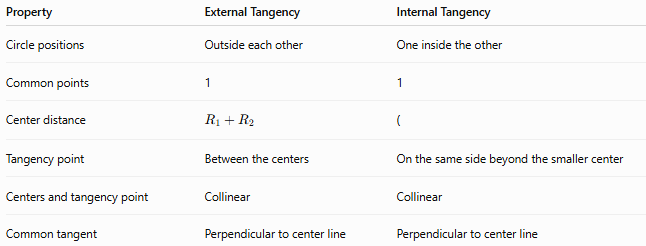 Property External Tangency Internal Tangency
Circle positions Outside each other One inside the other
Common points 1 1
Center distance R₁ + R₂ (
Tangency point Between the centers On the same side beyond the smaller center
Centers and tangency point Collinear Collinear
Common tangent Perpendicular to center line Perpendicular to center line